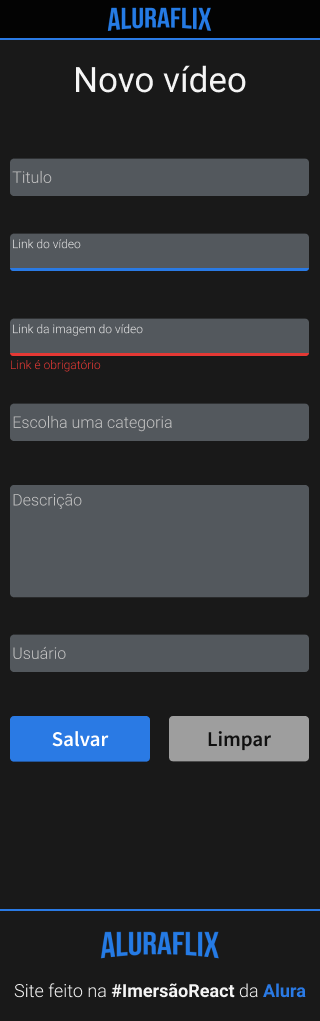 ALURAFLIX
Novo vídeo
Titulo
Link do vídeo
Link da imagem do vídeo
Link é obrigatório
Escolha uma categoria
Descrição
Usuário
Salvar Limpar
ALURAFLIX
Site feito na #ImersãoReact da Alura